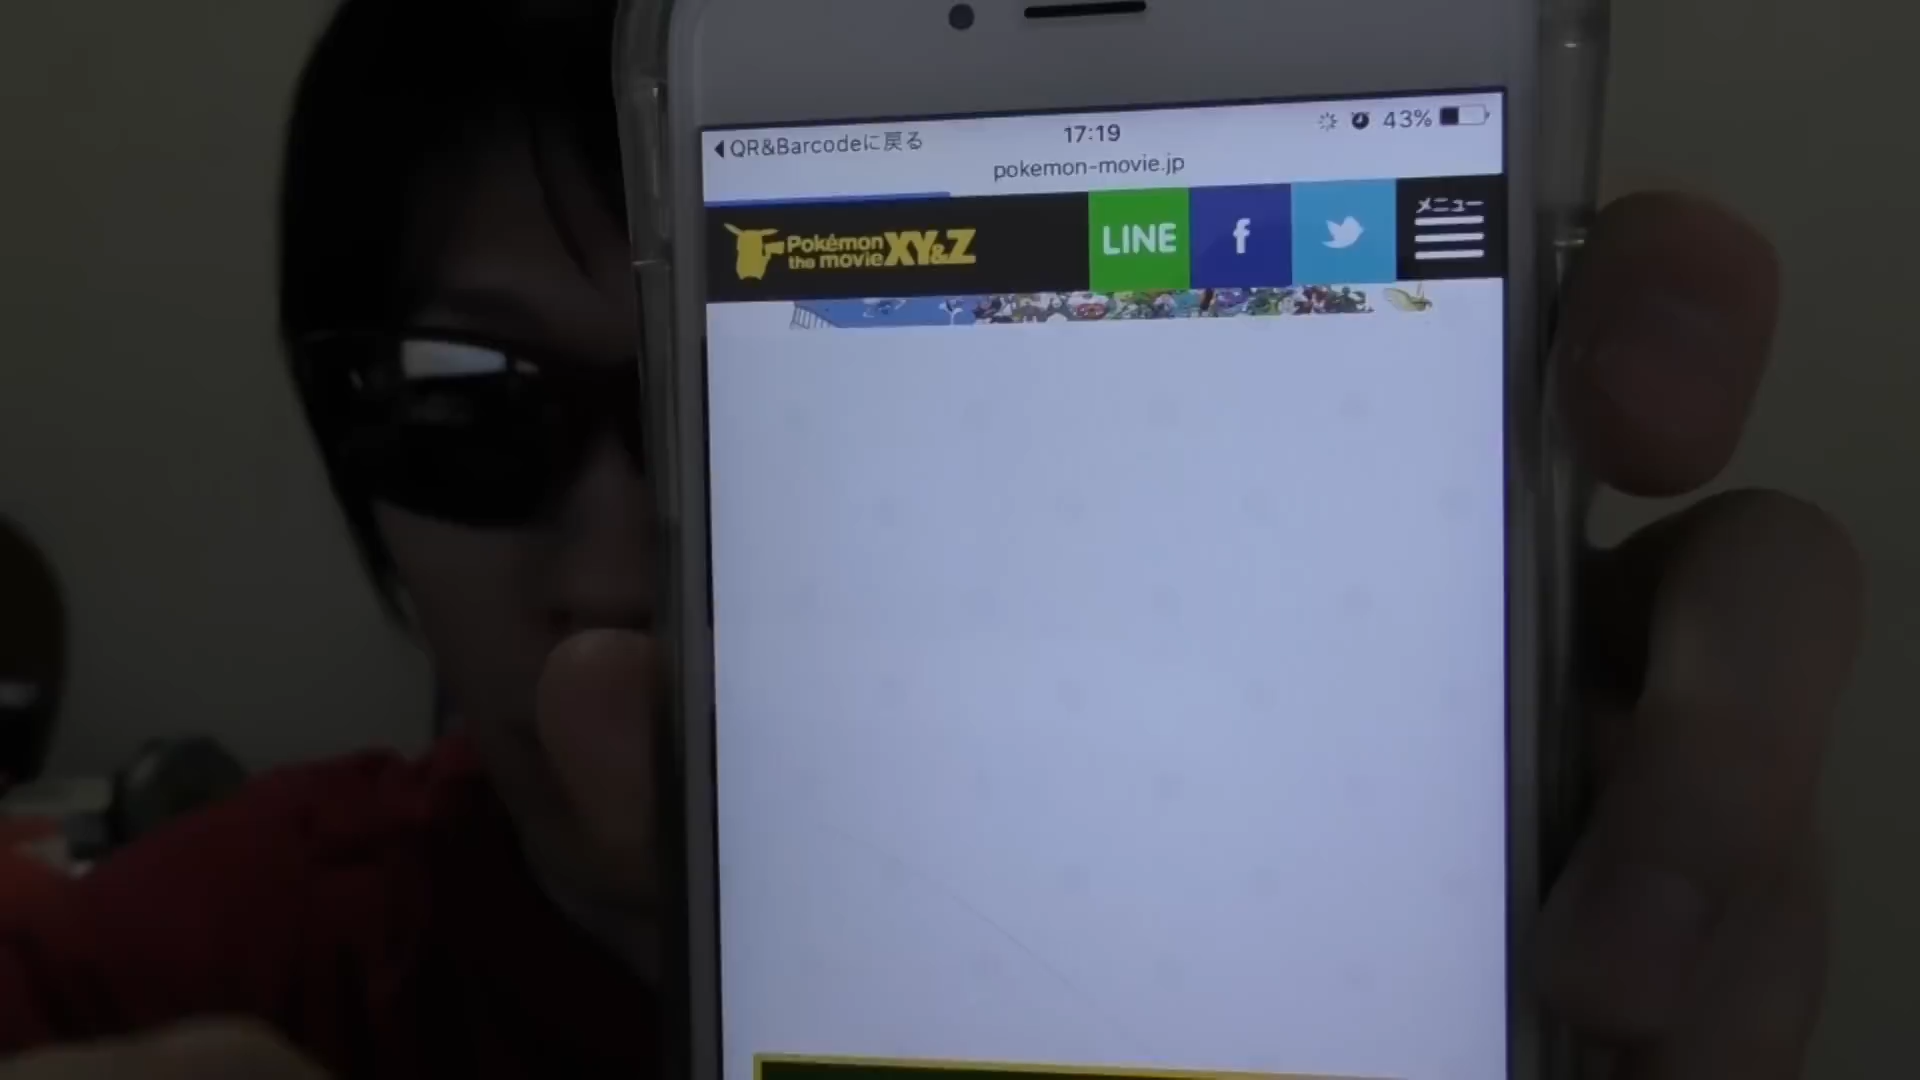 QR&Barcodeに戻る
17:19
43%
pokemon-movie.jp
Pokémon
the movie XY&Z
LINE
f
メニュー